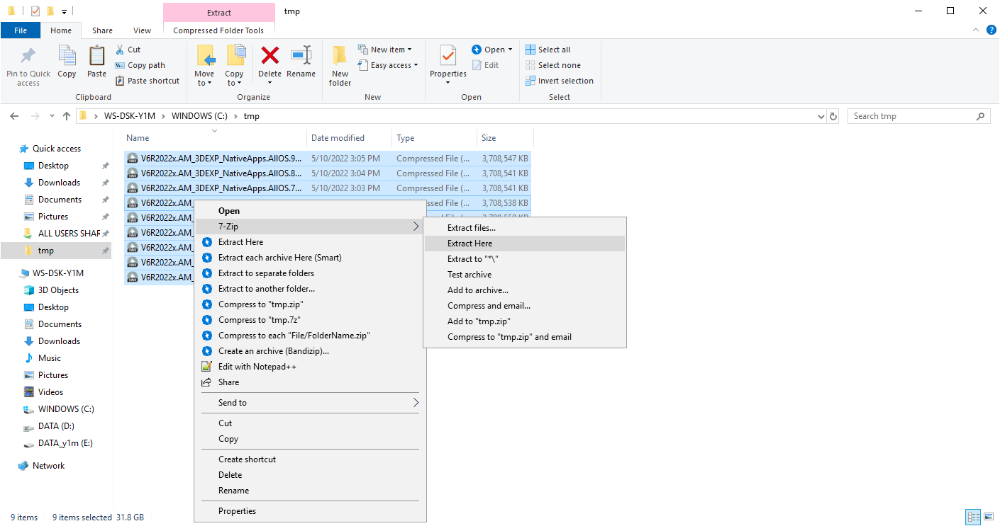 Extract
tmp
File
Home
Share
View
Compressed Folder Tools
Pin to Quick access
Copy
Paste
Cut
Copy path
Paste shortcut
Clipboard
Move to
Copy to
Delete
Rename
Organize
New folder
New item
Easy access
New
Properties
Open
Edit
Open
Select all
Select none
Invert selection
Select
WS-DSK-Y1M > WINDOWS (C:) > tmp
Search tmp
Name
Date modified
Type
Size
Quick access
Desktop
Downloads
Documents
Pictures
ALL USERS SHAR
tmp
WS-DSK-Y1M
3D Objects
Desktop
Documents
Downloads
Music
Pictures
Videos
WINDOWS (C:)
DATA (D:)
DATA_y1m (E:)
Network
V6R2022x.AM_3DEXP_NativeApps.AllOS.9... 5/10/2022 3:05 PM Compressed File (... 3,708,547 KB
V6R2022x.AM_3DEXP_NativeApps.AllOS.8... 5/10/2022 3:04 PM Compressed File (... 3,708,541 KB
V6R2022x.AM_3DEXP_NativeApps.AllOS.7... 5/10/2022 3:03 PM Compressed File (... 3,708,541 KB
V6R2022x.AM_ ssed File (... 3,708,538 KB
V6R2022x.AM_
V6R2022x.AM_
V6R2022x.AM_
V6R2022x.AM_
V6R2022x.AM_
Open
7-Zip
Extract Here
Extract each archive Here (Smart)
Extract to separate folders
Extract to another folder...
Compress to "tmp.zip"
Compress to "tmp.7z"
Compress to each "File/FolderName.zip"
Create an archive (Bandizip)...
Edit with Notepad++
Share
Send to
Cut
Copy
Create shortcut
Delete
Rename
Properties
Extract files...
Extract Here
Extract to "*\"
Test archive
Add to archive...
Compress and email...
Add to "tmp.zip"
Compress to "tmp.zip" and email
9 items
9 items selected 31.8 GB